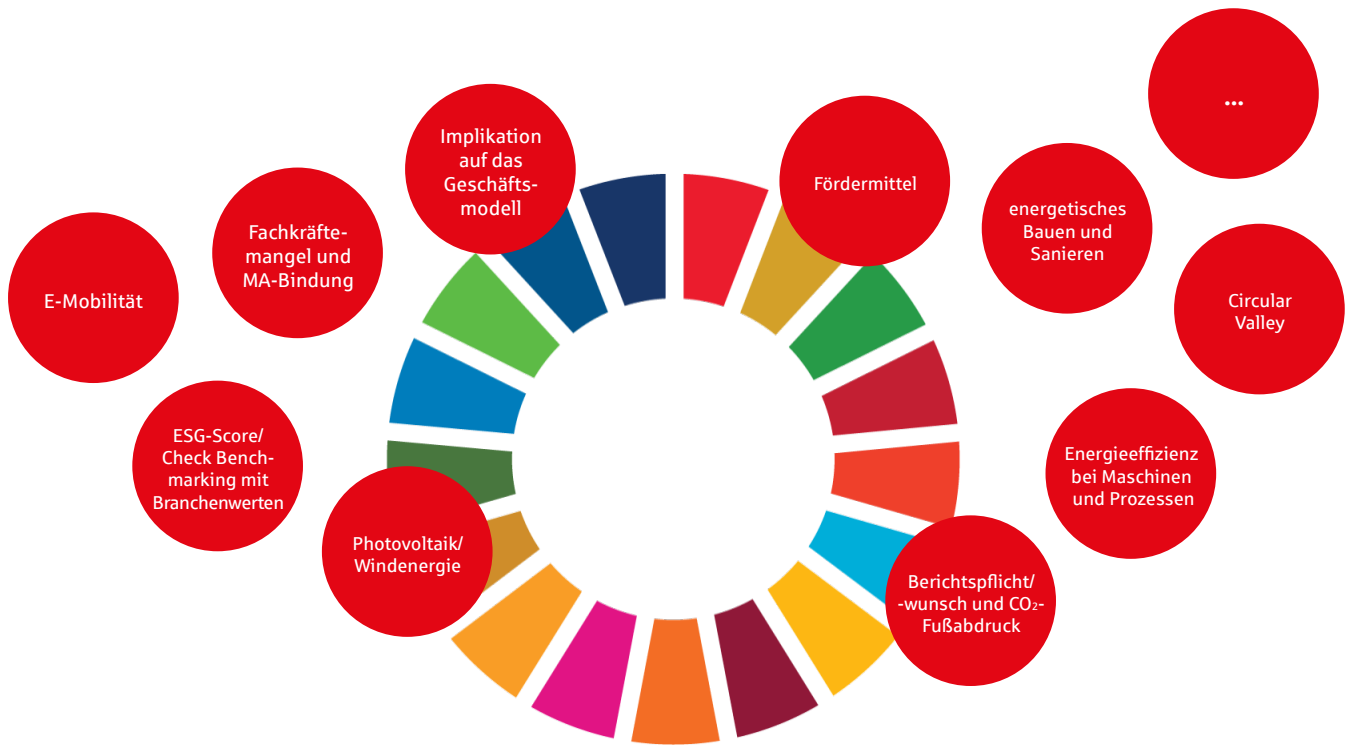 ...
Implikation
auf das
Geschäfts-
modell
Fördermittel
energetisches
Bauen und
Sanieren
Fachkräfte-
mangel und
MA-Bindung
E-Mobilität
Circular
Valley
ESG-Score/
Check Bench-
marking mit
Branchenwerten
Energieeffizienz
bei Maschinen
und Prozessen
Photovoltaik/
Windenergie
Berichtspflicht/
-wunsch und CO₂-
Fußabdruck